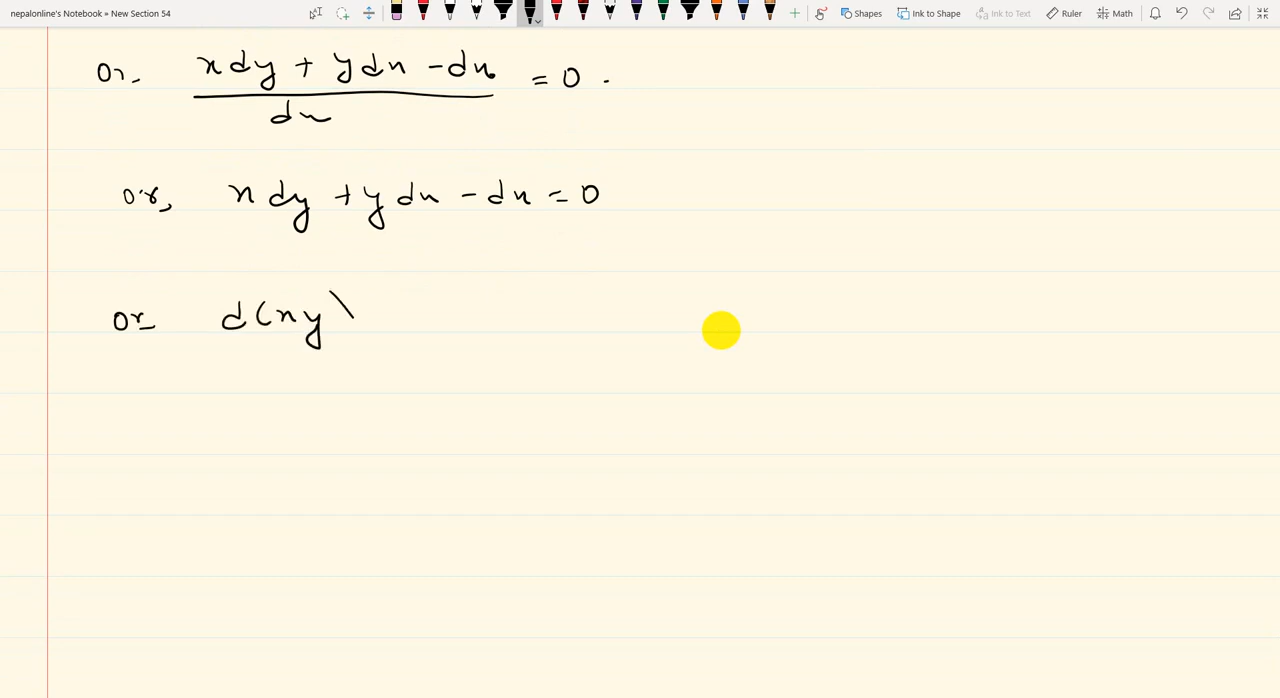 nepalonline's Notebook » New Section 54
Shapes Ink to Shape Ink to Text Ruler Math
Or. x dy + y dx - dx = 0 .
dx
or, x dy + y dx - dx = 0
Or d(xy)